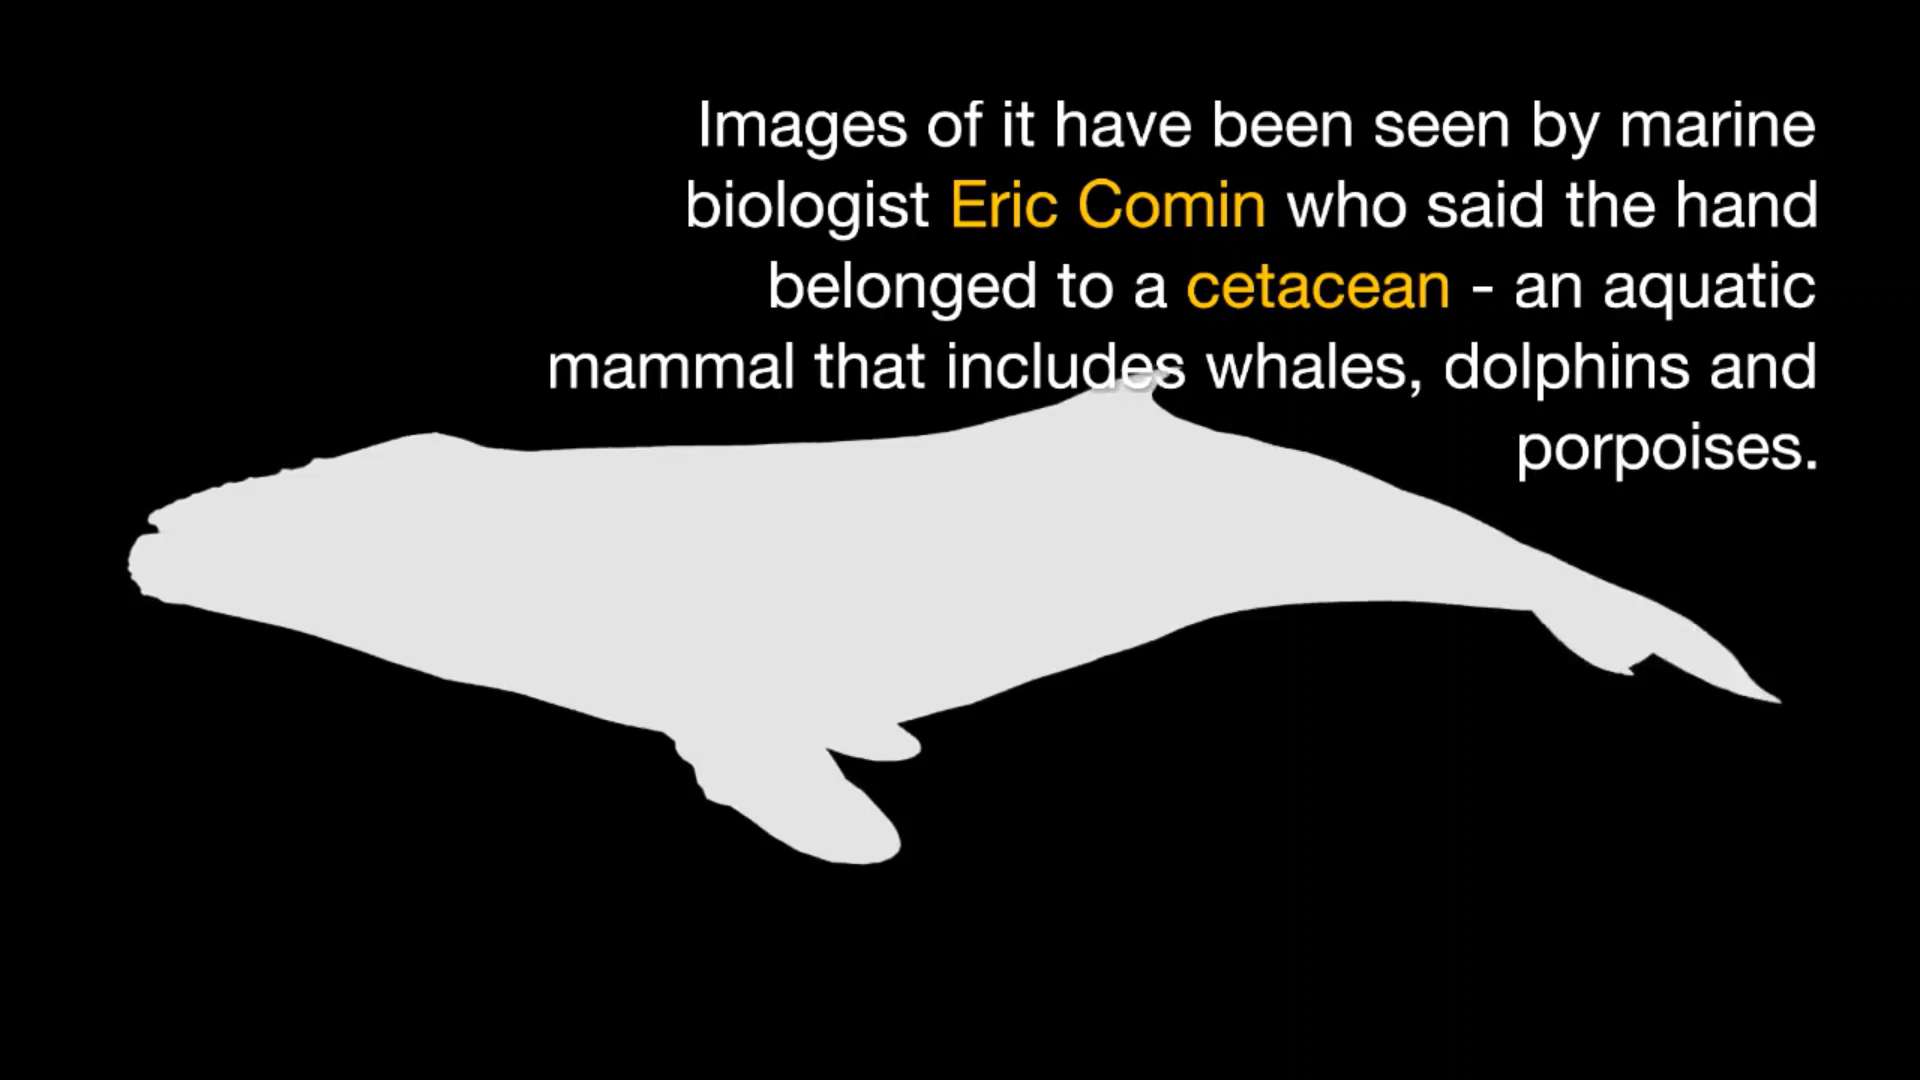 Images of it have been seen by marine
biologist Eric Comin who said the hand
belonged to a cetacean - an aquatic
mammal that includes whales, dolphins and
porpoises.